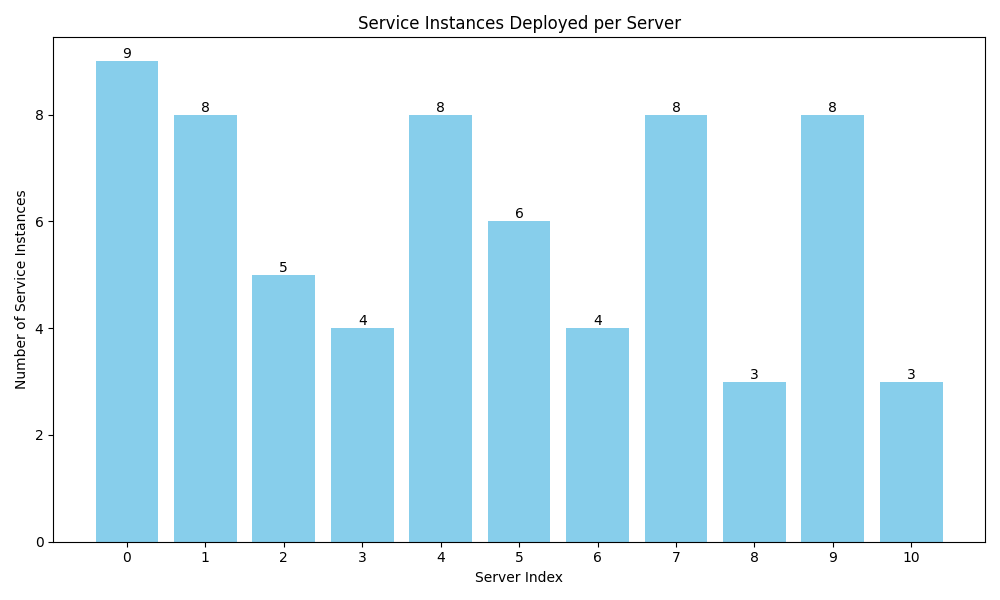 Service Instances Deployed per Server
9 8 5 4 8 6 4 8 3 8 3
Number of Service Instances
8
6
4
2
0
0 1 2 3 4 5 6 7 8 9 10
Server Index